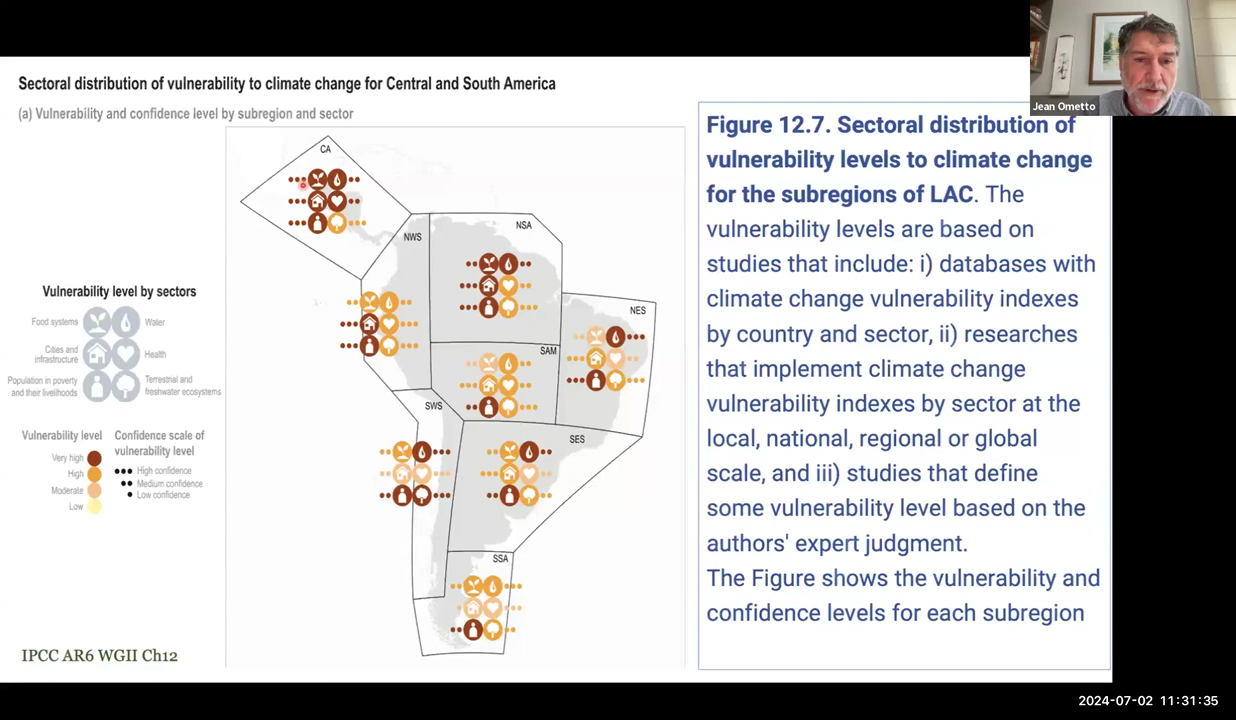 Jean Ometto
Sectoral distribution of vulnerability to climate change for Central and South America
(a) Vulnerability and confidence level by subregion and sector
CA
NWS
NSA
NES
SAM
SWS
SES
SSA
Vulnerability level by sectors
Food systems
Water
Cities and
infrastructure
Health
Population in poverty
and their livelihoods
Terrestrial and
freshwater ecosystems
Vulnerability level
Very high
High
Moderate
Low
Confidence scale of
vulnerability level
High confidence
Medium confidence
Low confidence
IPCC AR6 WGII Ch12
Figure 12.7. Sectoral distribution of
vulnerability levels to climate change
for the subregions of LAC. The
vulnerability levels are based on
studies that include: i) databases with
climate change vulnerability indexes
by country and sector, ii) researches
that implement climate change
vulnerability indexes by sector at the
local, national, regional or global
scale, and iii) studies that define
some vulnerability level based on the
authors' expert judgment.
The Figure shows the vulnerability and
confidence levels for each subregion
2024-07-02 11:31:35